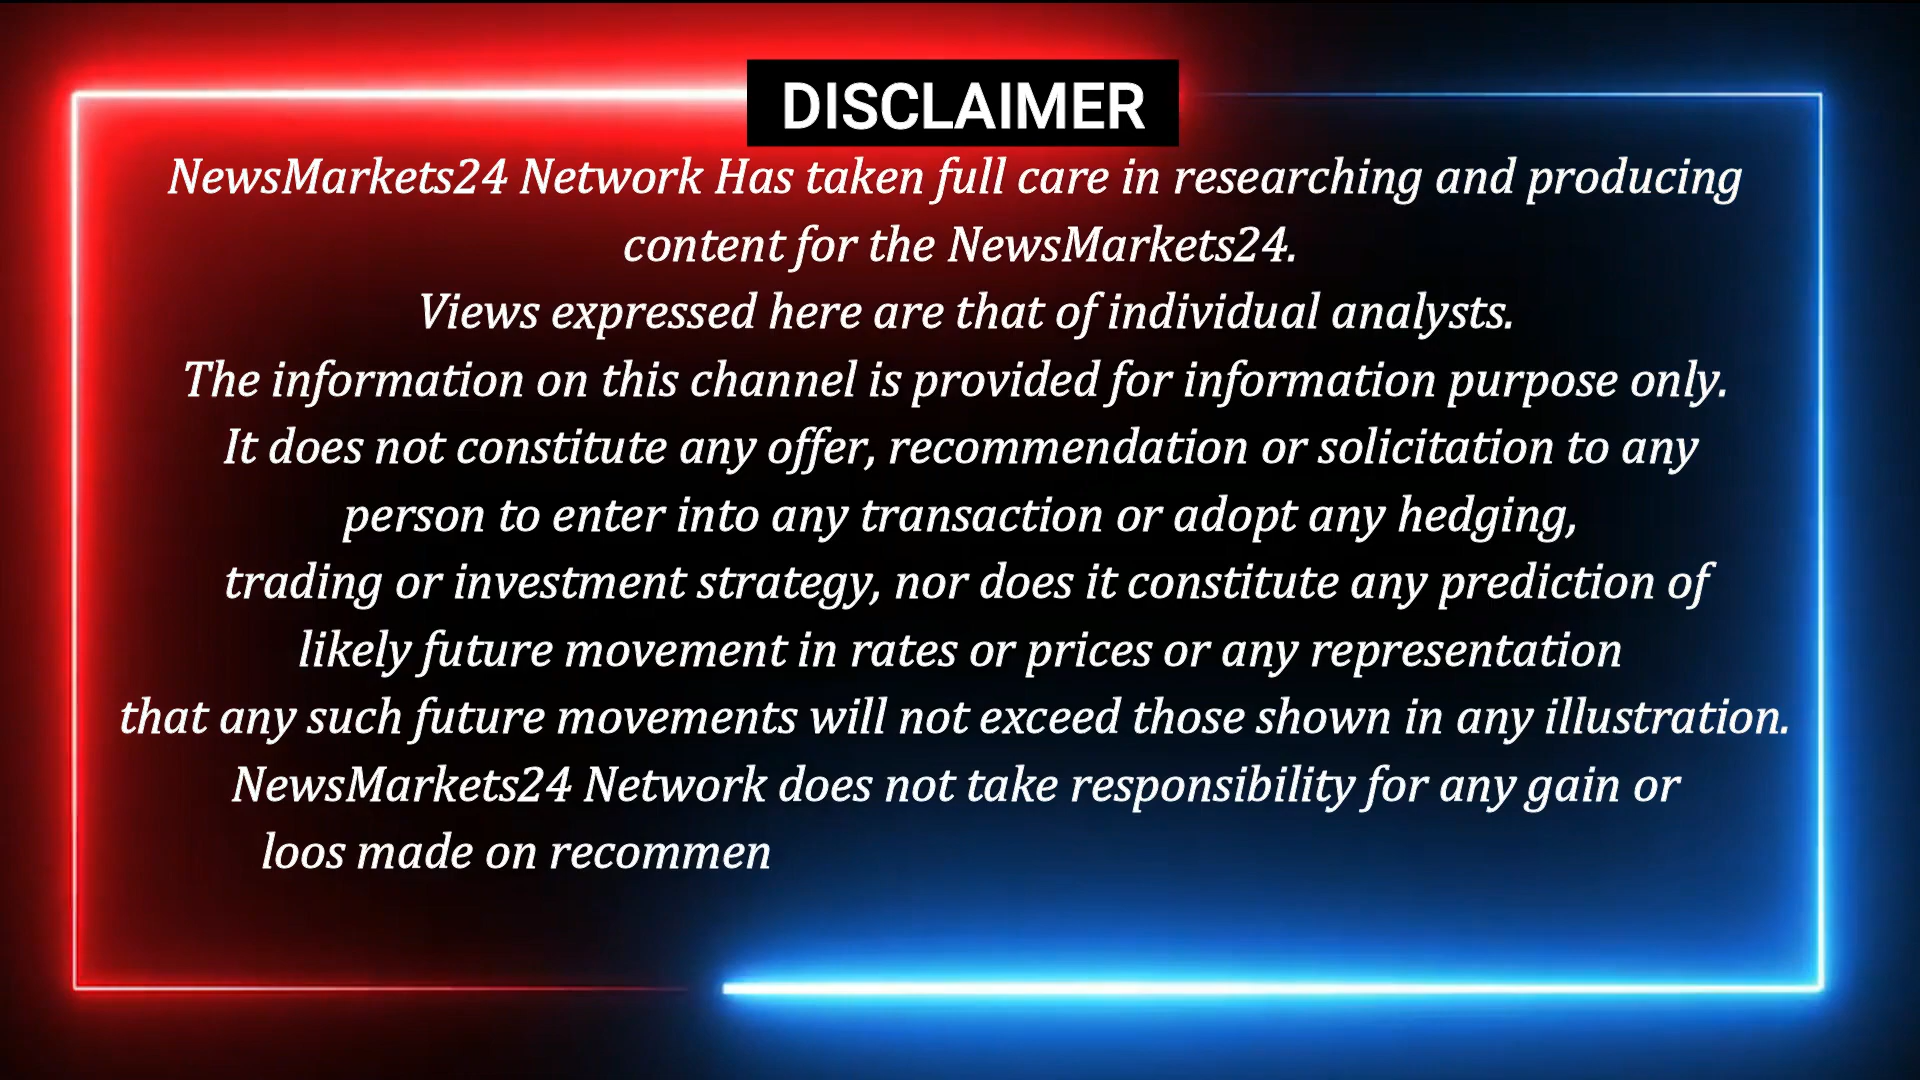 DISCLAIMER
NewsMarkets24 Network Has taken full care in researching and producing
content for the NewsMarkets24.
Views expressed here are that of individual analysts.
The information on this channel is provided for information purpose only.
It does not constitute any offer, recommendation or solicitation to any
person to enter into any transaction or adopt any hedging,
trading or investment strategy, nor does it constitute any prediction of
likely future movement in rates or prices or any representation
that any such future movements will not exceed those shown in any illustration.
NewsMarkets24 Network does not take responsibility for any gain or
loos made on recommen